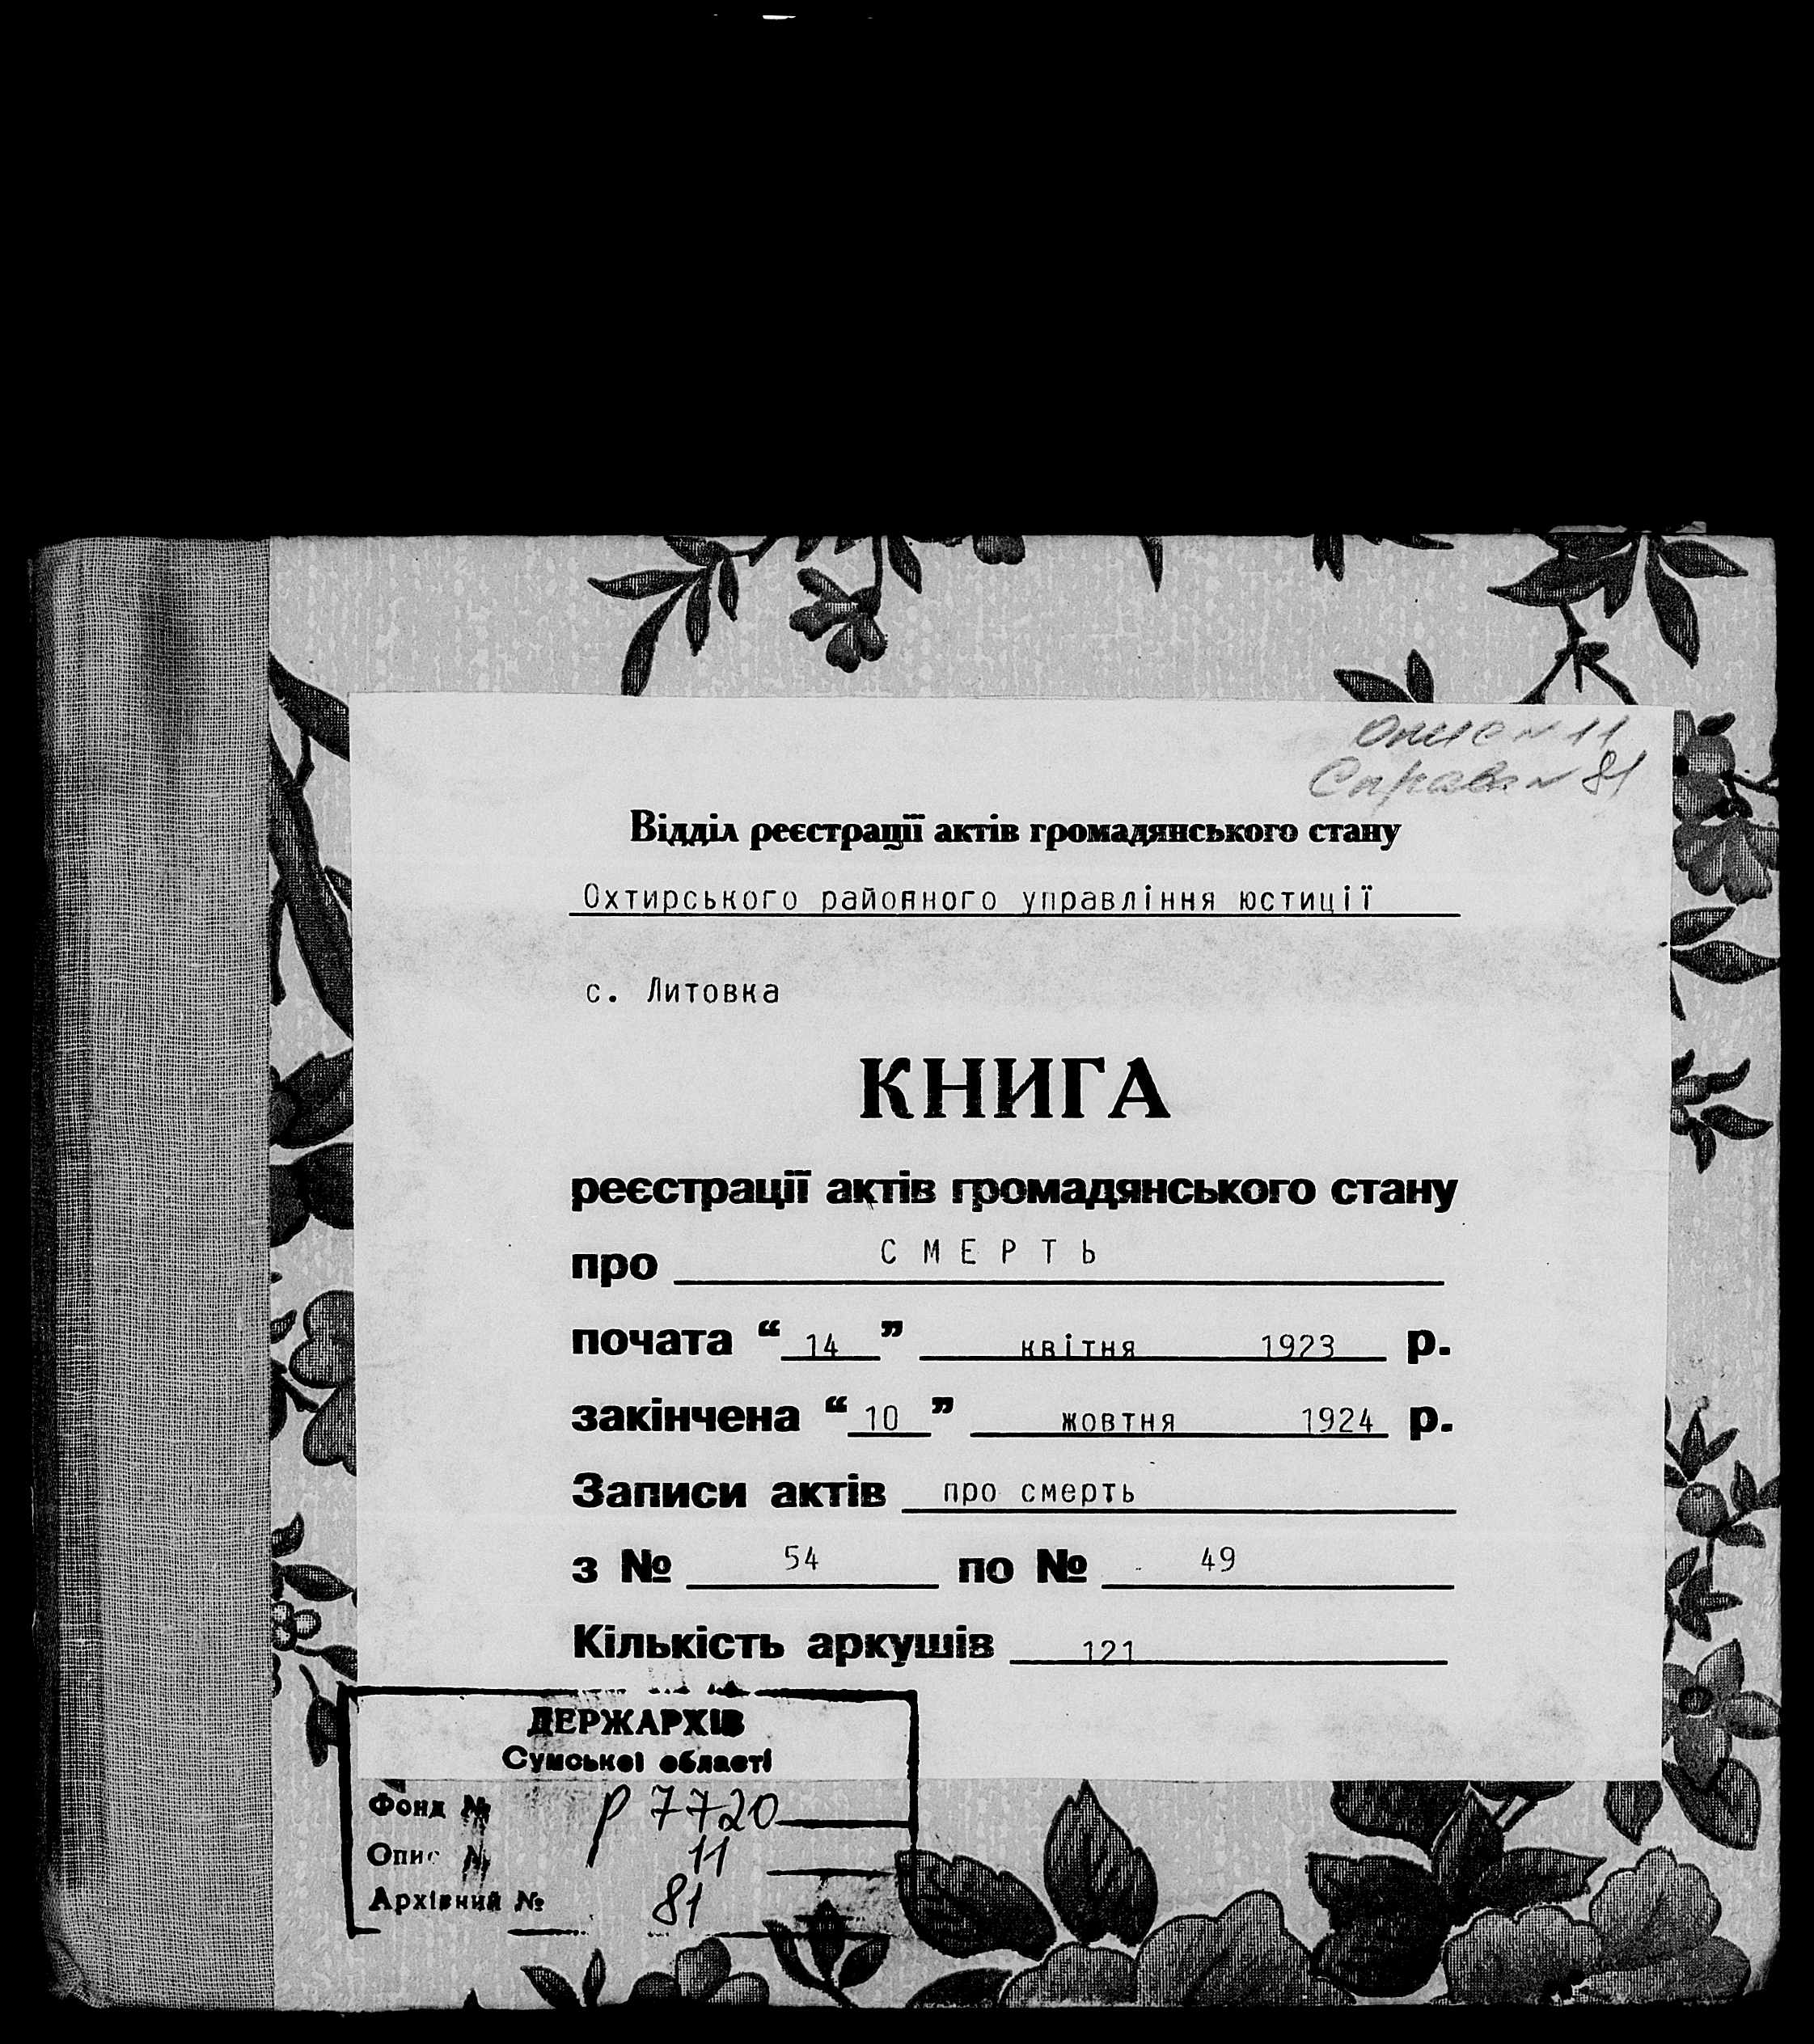 опис № 11
Справа № 81
Відділ реєстрації актів громадянського стану
Охтирського районного управління юстиції
с. Литовка
КНИГА
реєстрації актів громадянського стану
про СМЕРТЬ
почата “ 14 ” квітня 1923 р.
закінчена “ 10 ” жовтня 1924 р.
Записи актів про смерть
з № 54 по № 49
Кількість аркушів 121
ДЕРЖАРХІВ
Сумської області
Фонд № Р 7720
Опис № 11
Архівний № 81